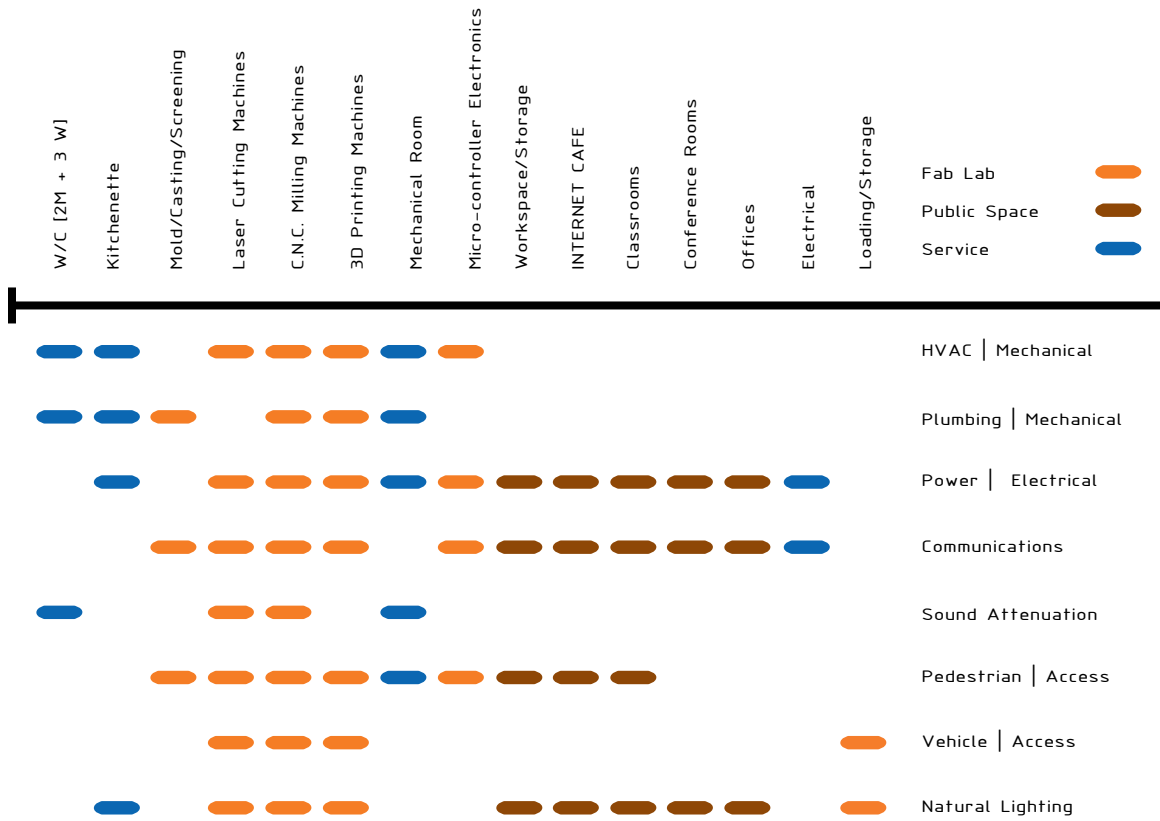 W/C [2M + 3 W]
Kitchenette
Mold/Casting/Screening
Laser Cutting Machines
C.N.C. Milling Machines
3D Printing Machines
Mechanical Room
Micro-controller Electronics
Workspace/Storage
INTERNET CAFE
Classrooms
Conference Rooms
Offices
Electrical
Loading/Storage
Fab Lab
Public Space
Service
HVAC | Mechanical
Plumbing | Mechanical
Power | Electrical
Communications
Sound Attenuation
Pedestrian | Access
Vehicle | Access
Natural Lighting